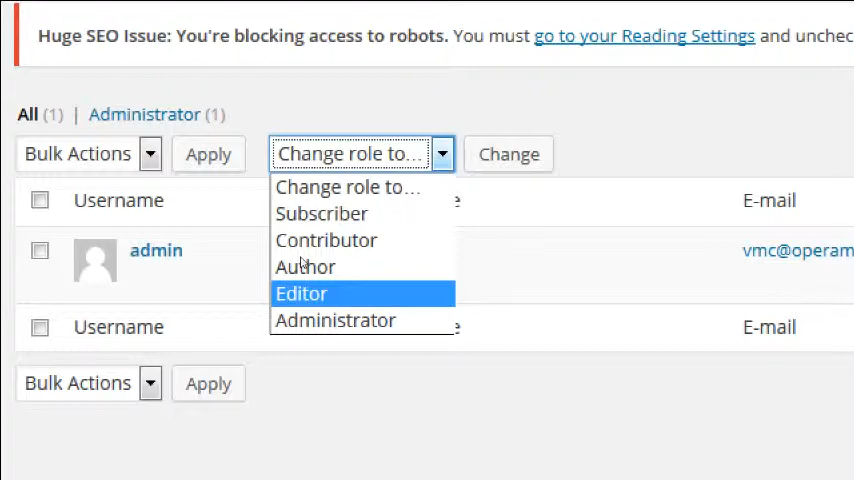 Huge SEO Issue: You're blocking access to robots. You must go to your Reading Settings and unchec
All (1) | Administrator (1)
Bulk Actions Apply Change role to... Change
Change role to...
Username E-mail
Subscriber
Contributor
admin vmc@operam
Author
Editor
Administrator
Username E-mail
Bulk Actions Apply